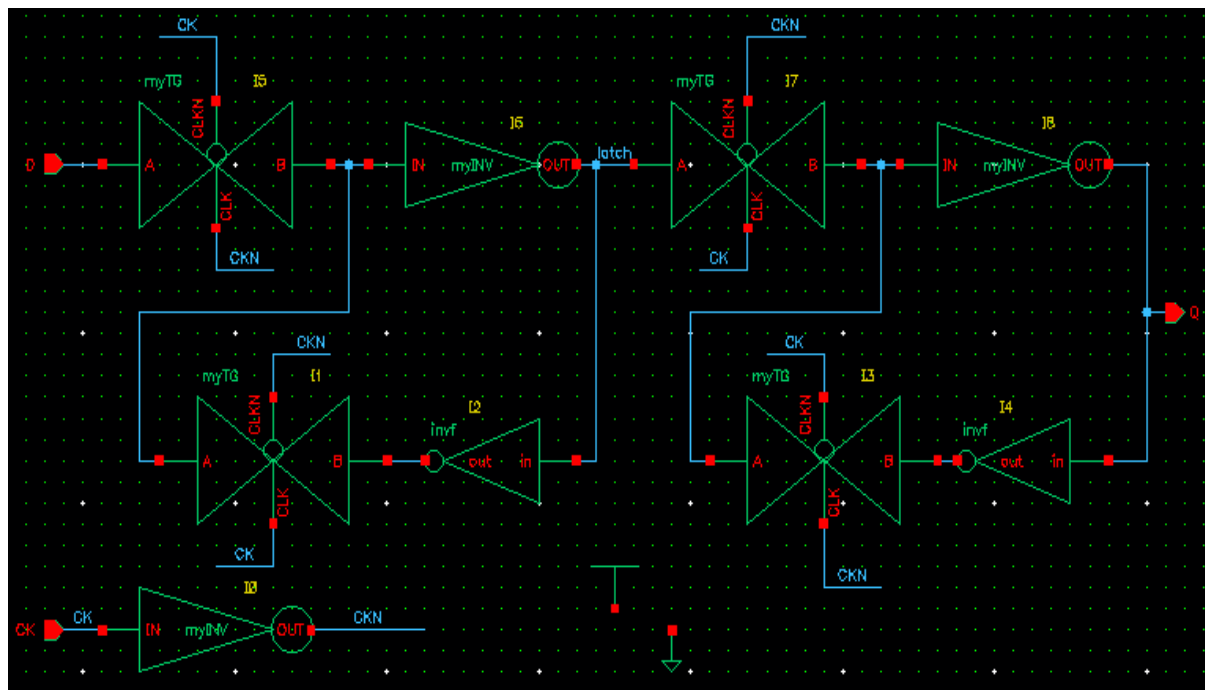 CK
CKN
myTG
I5
myTG
I7
CLKN
CLKN
I6
I8
latch
D
A
B
IN
myINV
OUT
A
B
IN
myINV
OUT
CLK
CLK
CKN
CK
Q
CKN
CK
myTG
I1
myTG
I3
CLKN
I2
CLKN
I4
invf
invf
A
B
out
in
A
B
out
in
CLK
CLK
CK
CKN
I0
CK
CK
IN
myINV
OUT
CKN